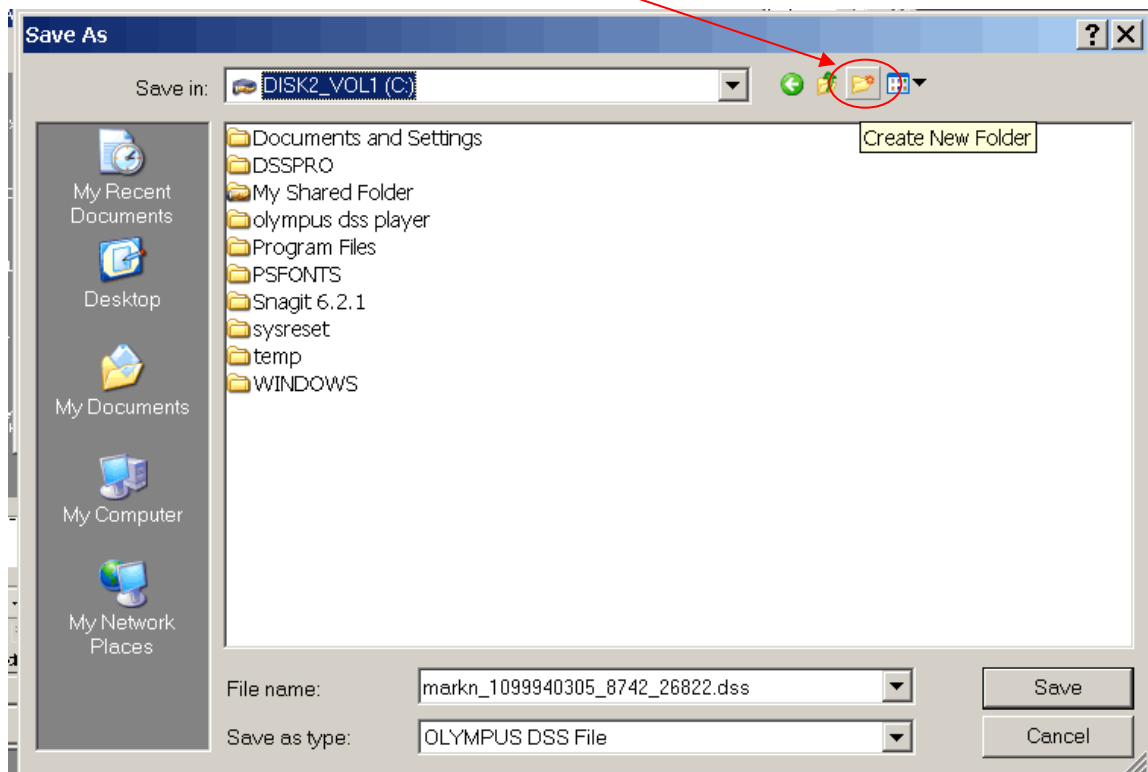 Save As
Save in:
DISK2_VOL1 (C:)
Create New Folder
My Recent
Documents
Desktop
My Documents
My Computer
My Network
Places
Documents and Settings
DSSPRO
My Shared Folder
olympus dss player
Program Files
PSFONTS
Snagit 6.2.1
sysreset
temp
WINDOWS
File name:
markn_1099940305_8742_26822.dss
Save
Save as type:
OLYMPUS DSS File
Cancel